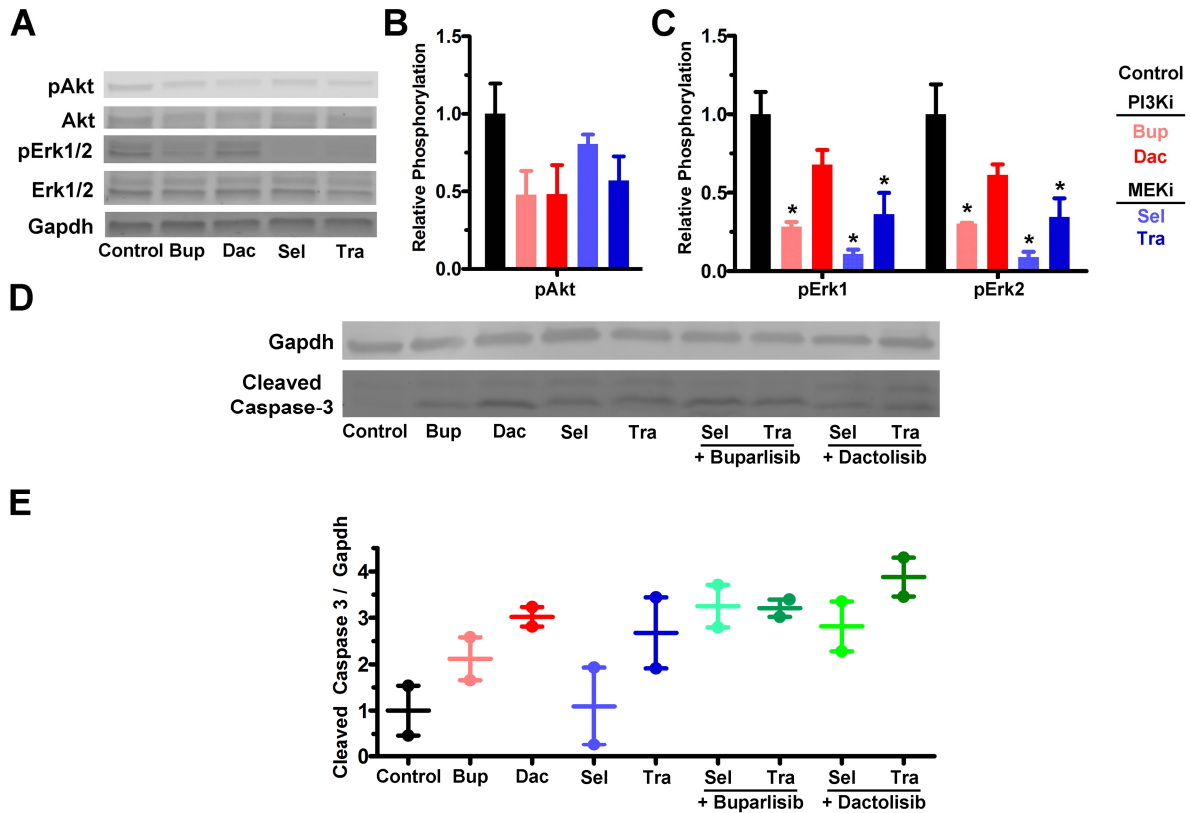 A
pAkt
Akt
pErk1/2
Erk1/2
Gapdh
Control Bup Dac Sel Tra
B
Relative Phosphorylation
1.5
1.0
0.5
0.0
pAkt
C
Relative Phosphorylation
1.5
1.0
0.5
0.0
* * *
* * *
pErk1 pErk2
Control
PI3Ki
Bup
Dac
MEKi
Sel
Tra
D
Gapdh
Cleaved
Caspase-3
Control Bup Dac Sel Tra Sel Tra Sel Tra
+ Buparlisib + Dactolisib
E
Cleaved Caspase 3 / Gapdh
4
3
2
1
0
Control Bup Dac Sel Tra Sel Tra Sel Tra
+ Buparlisib + Dactolisib